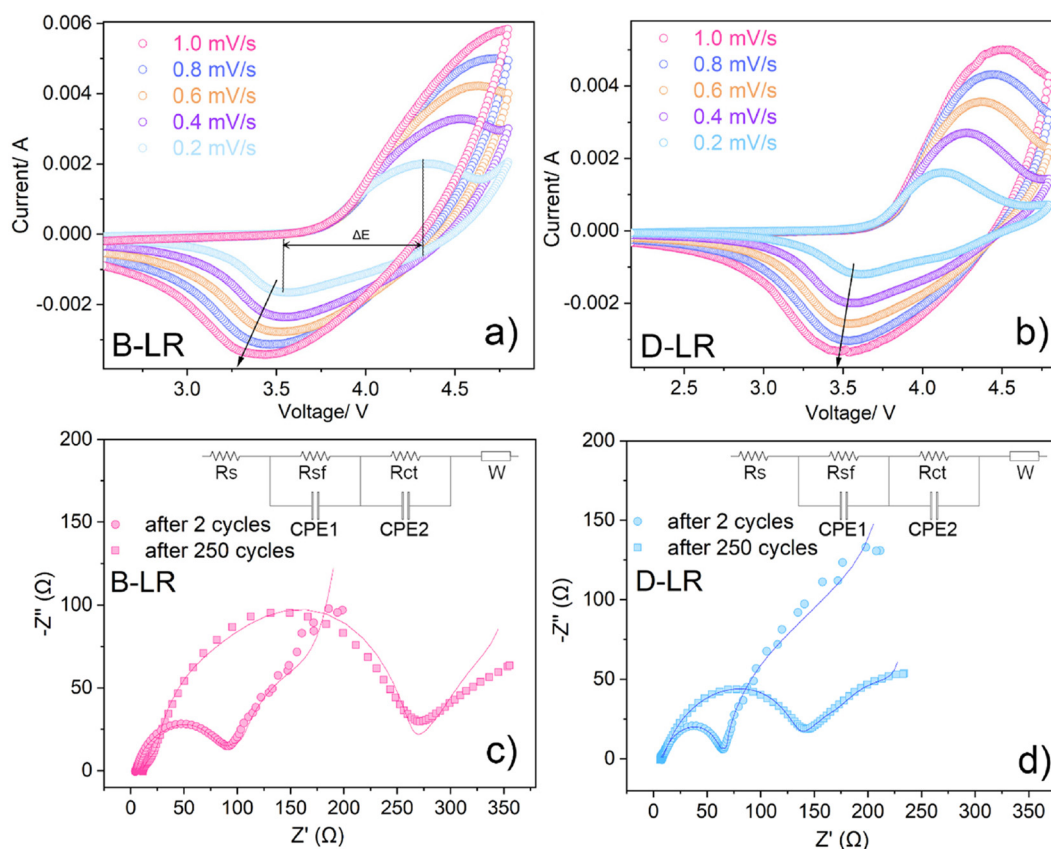 0.006
0.004
0.002
0.000
-0.002
Current/ A
1.0 mV/s
0.8 mV/s
0.6 mV/s
0.4 mV/s
0.2 mV/s
ΔE
B-LR
a)
3.0 3.5 4.0 4.5
Voltage/ V
0.006
0.004
0.002
0.000
-0.002
Current/ A
1.0 mV/s
0.8 mV/s
0.6 mV/s
0.4 mV/s
0.2 mV/s
D-LR
b)
2.5 3.0 3.5 4.0 4.5
Voltage/ V
200
150
100
50
0
-Z" (Ω)
Rs Rsf Rct W
CPE1 CPE2
after 2 cycles
after 250 cycles
B-LR
c)
0 50 100 150 200 250 300 350
Z' (Ω)
200
150
100
50
0
-Z" (Ω)
Rs Rsf Rct W
CPE1 CPE2
after 2 cycles
after 250 cycles
D-LR
d)
0 50 100 150 200 250 300 350
Z' (Ω)